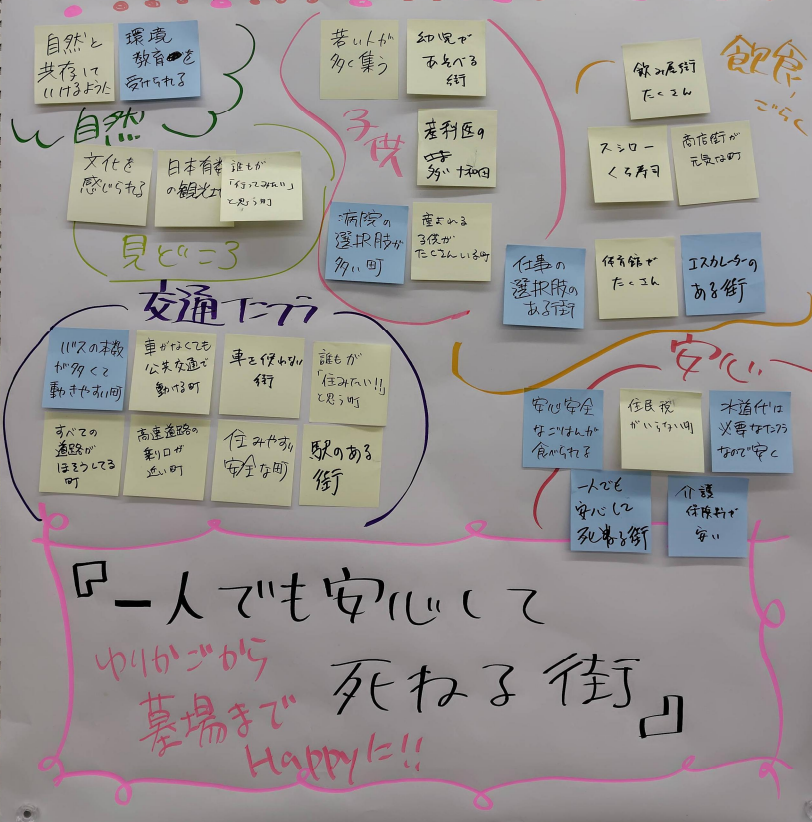 自然と
共存して
いけるように
環境
教育を
受けられる
自然
文化を
感じられる
日本有数
の観光地
誰もが
「行ってみたい」
と思う町
見どころ
若い人が
多く集う
幼児で
あそべる
街
子供
産科医の
多い十和田
病院の
選択肢が
多い町
産まれる
子供が
たくさんいる町
飲食、
ごらく
飲み屋街
たくさん
スシロー
くら寿司
商店街が
元気な町
仕事の
選択肢の
ある街
体育館が
たくさん
エスカレーターの
ある街
交通インフラ
バスの本数
が多くて
動きやすい町
車がなくても
公共交通で
動ける町
車を使わない
街
誰もが
「住みたい!!」
と思う町
すべての
道路が
ほそうしてる
町
高速道路の
乗り口が
近い町
住みやすい
安全な町
駅のある
街
安心
安心安全
なごはんが
食べられる
住民税
がいらない町
水道代は
必要なインフラ
なので安く
一人でも
安心して
死ねる街
介護
保険料が
安い
『一人でも安心して
死ねる街』
ゆりかごから
墓場まで
Happyに!!